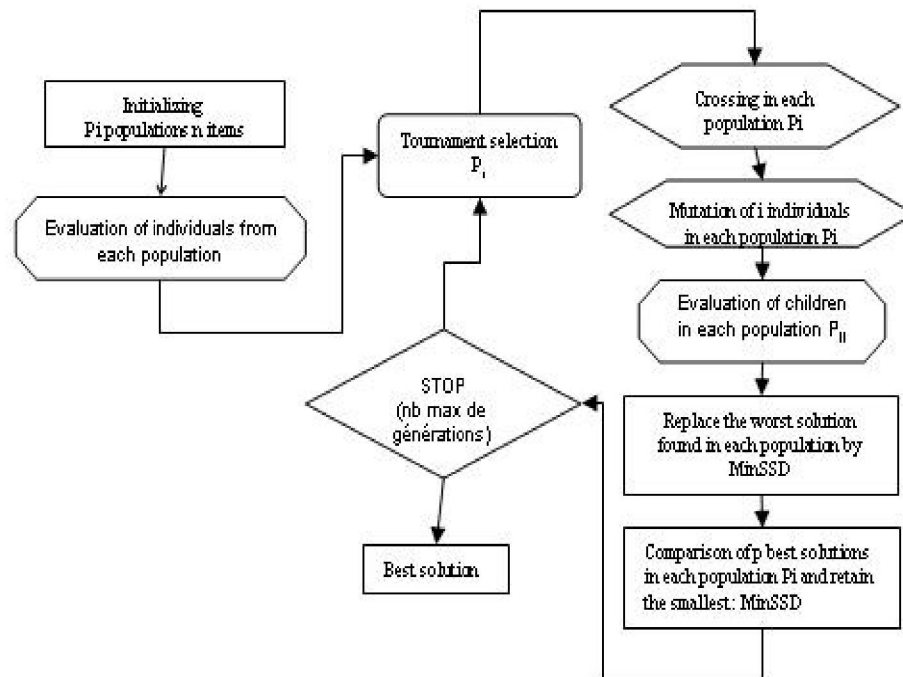 Initializing
Pi populations n items
Evaluation of individuals from
each population
Tournament selection
Pi
Crossing in each
population Pi
Mutation of i individuals
in each population Pi
Evaluation of children
in each population P
Replace the worst solution
found in each population by
MinSSD
Comparison of p best solutions
in each population Pi and retain
the smallest: MinSSD
STOP
(nb max de
générations)
Best solution